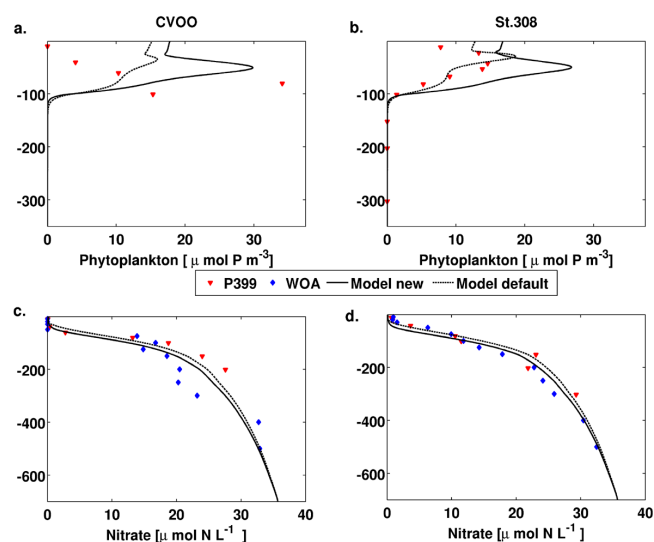 a. CVOO
b. St.308
-100
-200
-300
0 10 20 30
Phytoplankton [ μ mol P m⁻³]
-100
-200
-300
0 10 20 30
Phytoplankton [ μ mol P m⁻³]
P399 WOA Model new Model default
c.
-200
-400
-600
0 10 20 30 40
Nitrate [μ mol N L⁻¹]
d.
-200
-400
-600
0 10 20 30 40
Nitrate [μ mol N L⁻¹]